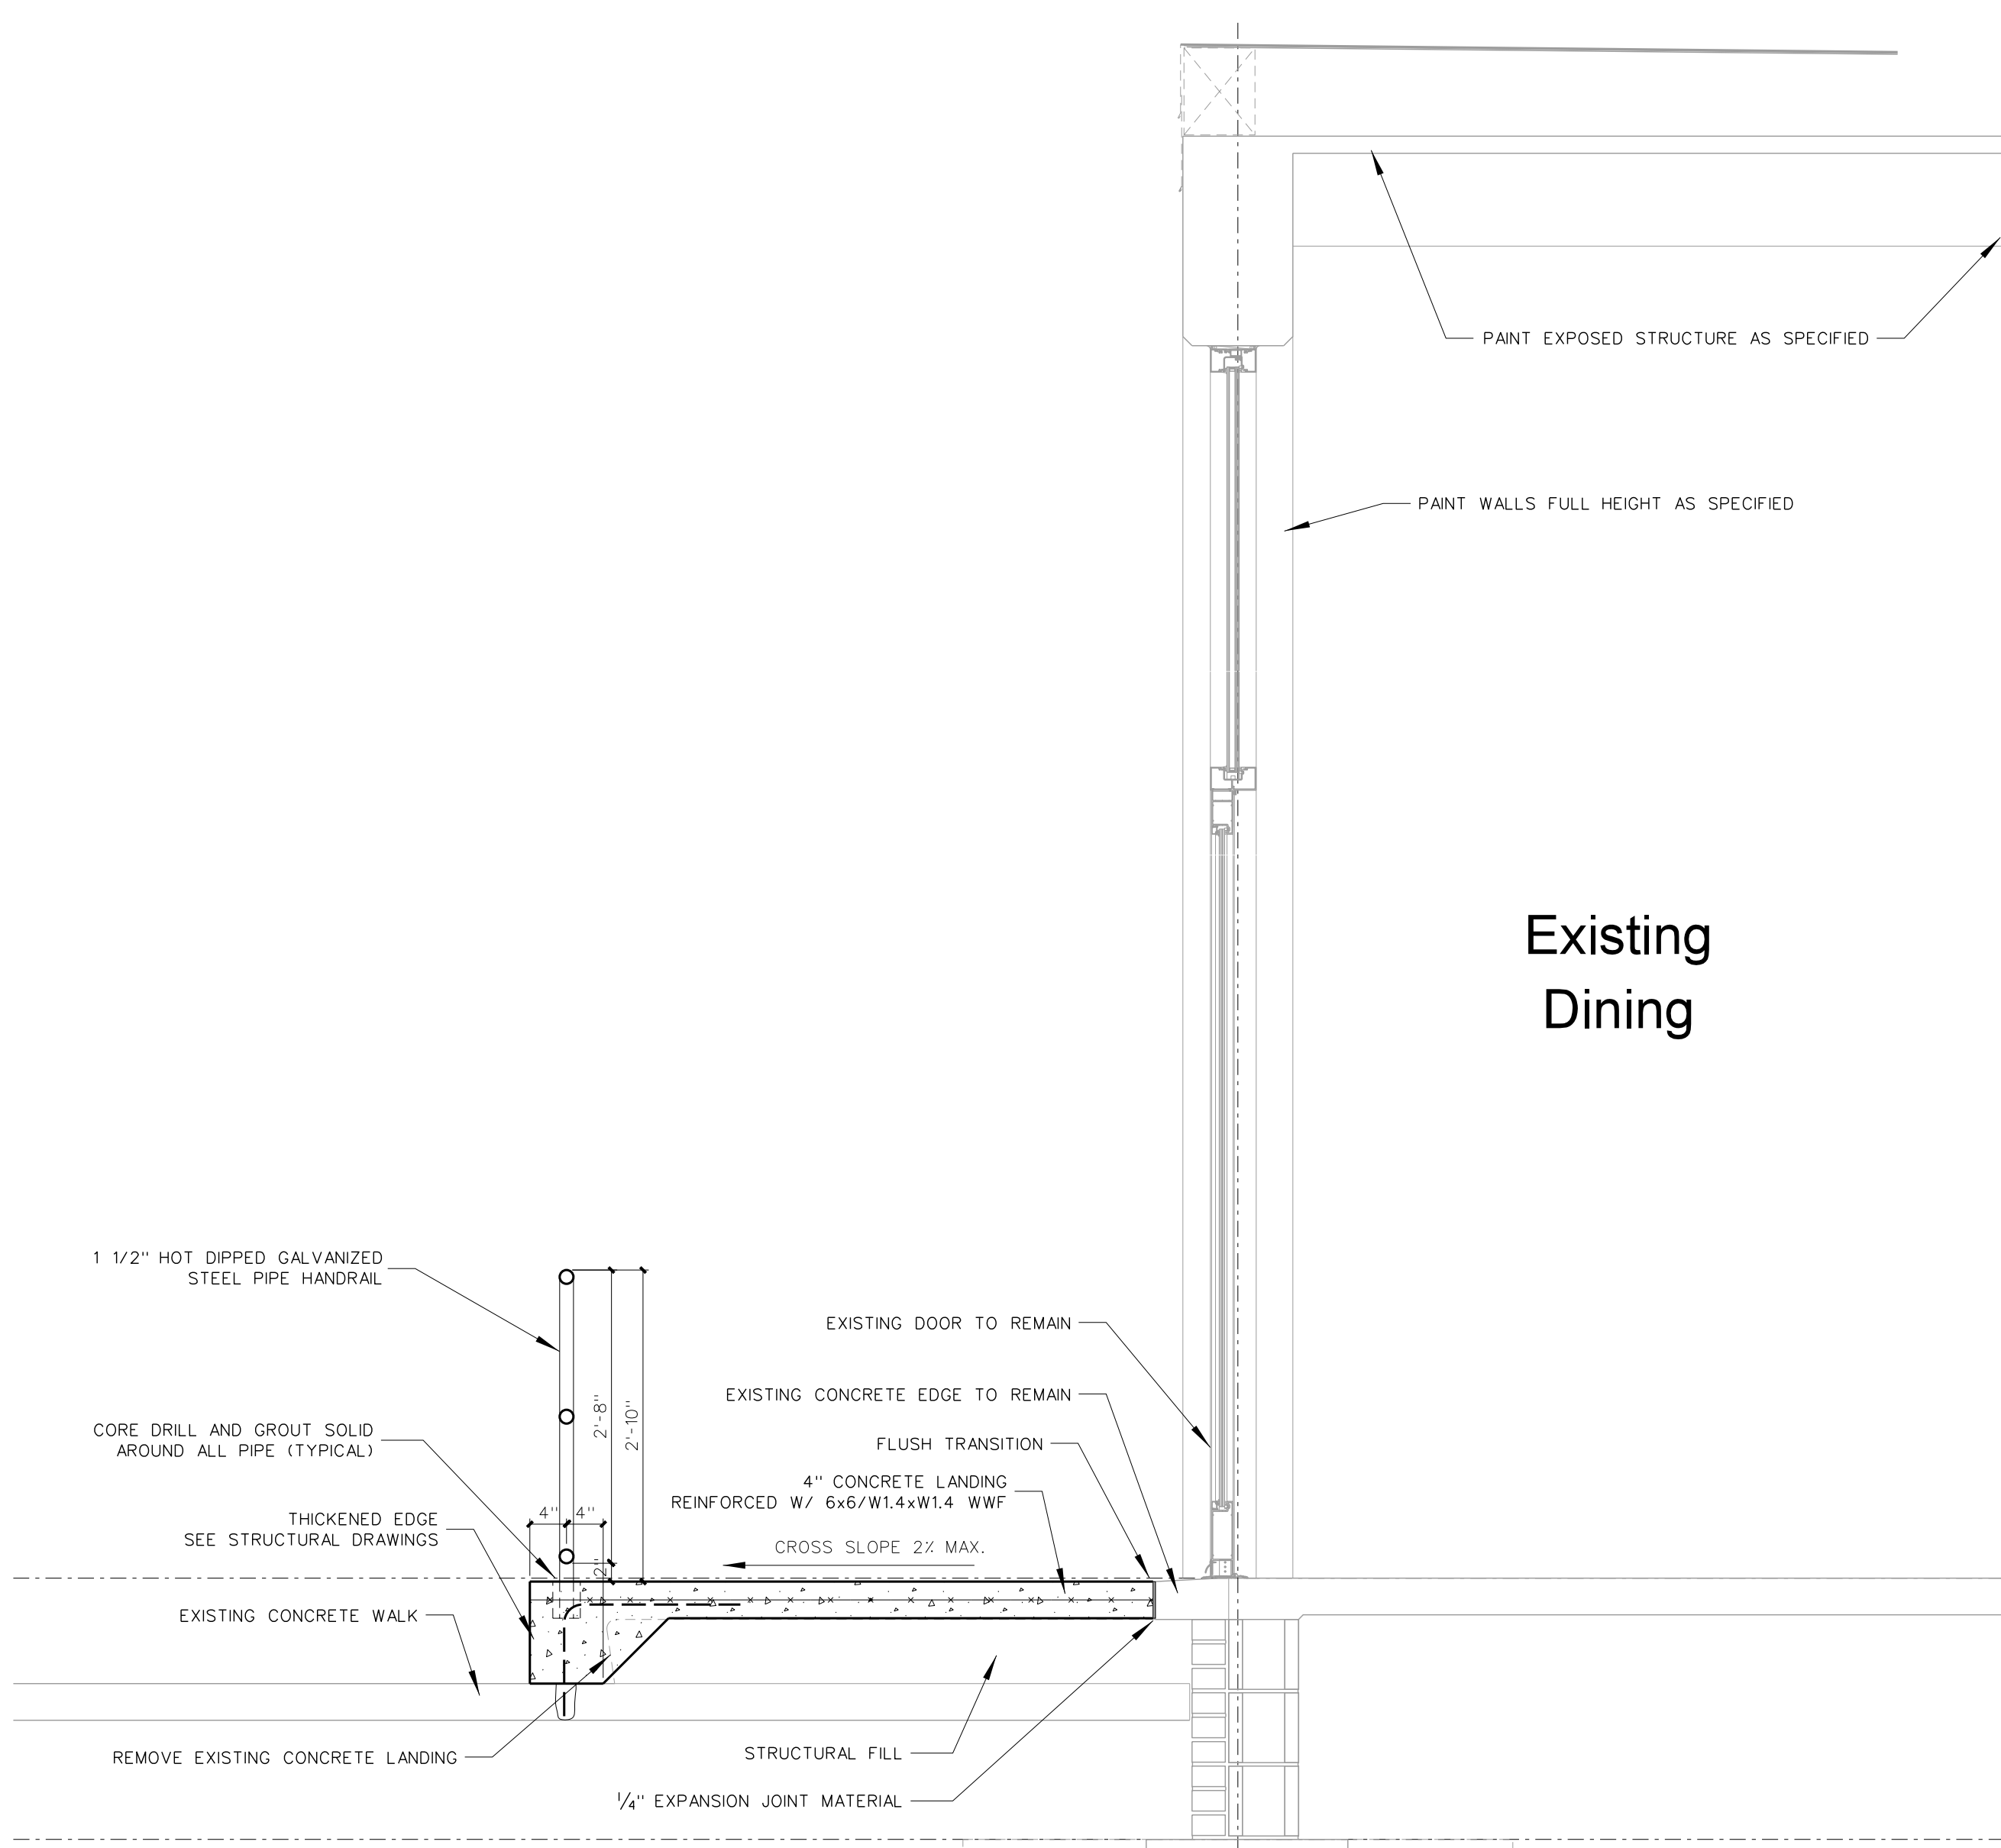 PAINT EXPOSED STRUCTURE AS SPECIFIED
PAINT WALLS FULL HEIGHT AS SPECIFIED
Existing
Dining
1 1/2" HOT DIPPED GALVANIZED
STEEL PIPE HANDRAIL
EXISTING DOOR TO REMAIN
EXISTING CONCRETE EDGE TO REMAIN
2'-8"
2'-10"
CORE DRILL AND GROUT SOLID
AROUND ALL PIPE (TYPICAL)
FLUSH TRANSITION
4" CONCRETE LANDING
REINFORCED W/ 6x6/W1.4xW1.4 WWF
4" 4"
THICKENED EDGE
SEE STRUCTURAL DRAWINGS
CROSS SLOPE 2% MAX.
2"
EXISTING CONCRETE WALK
REMOVE EXISTING CONCRETE LANDING
STRUCTURAL FILL
1/4" EXPANSION JOINT MATERIAL